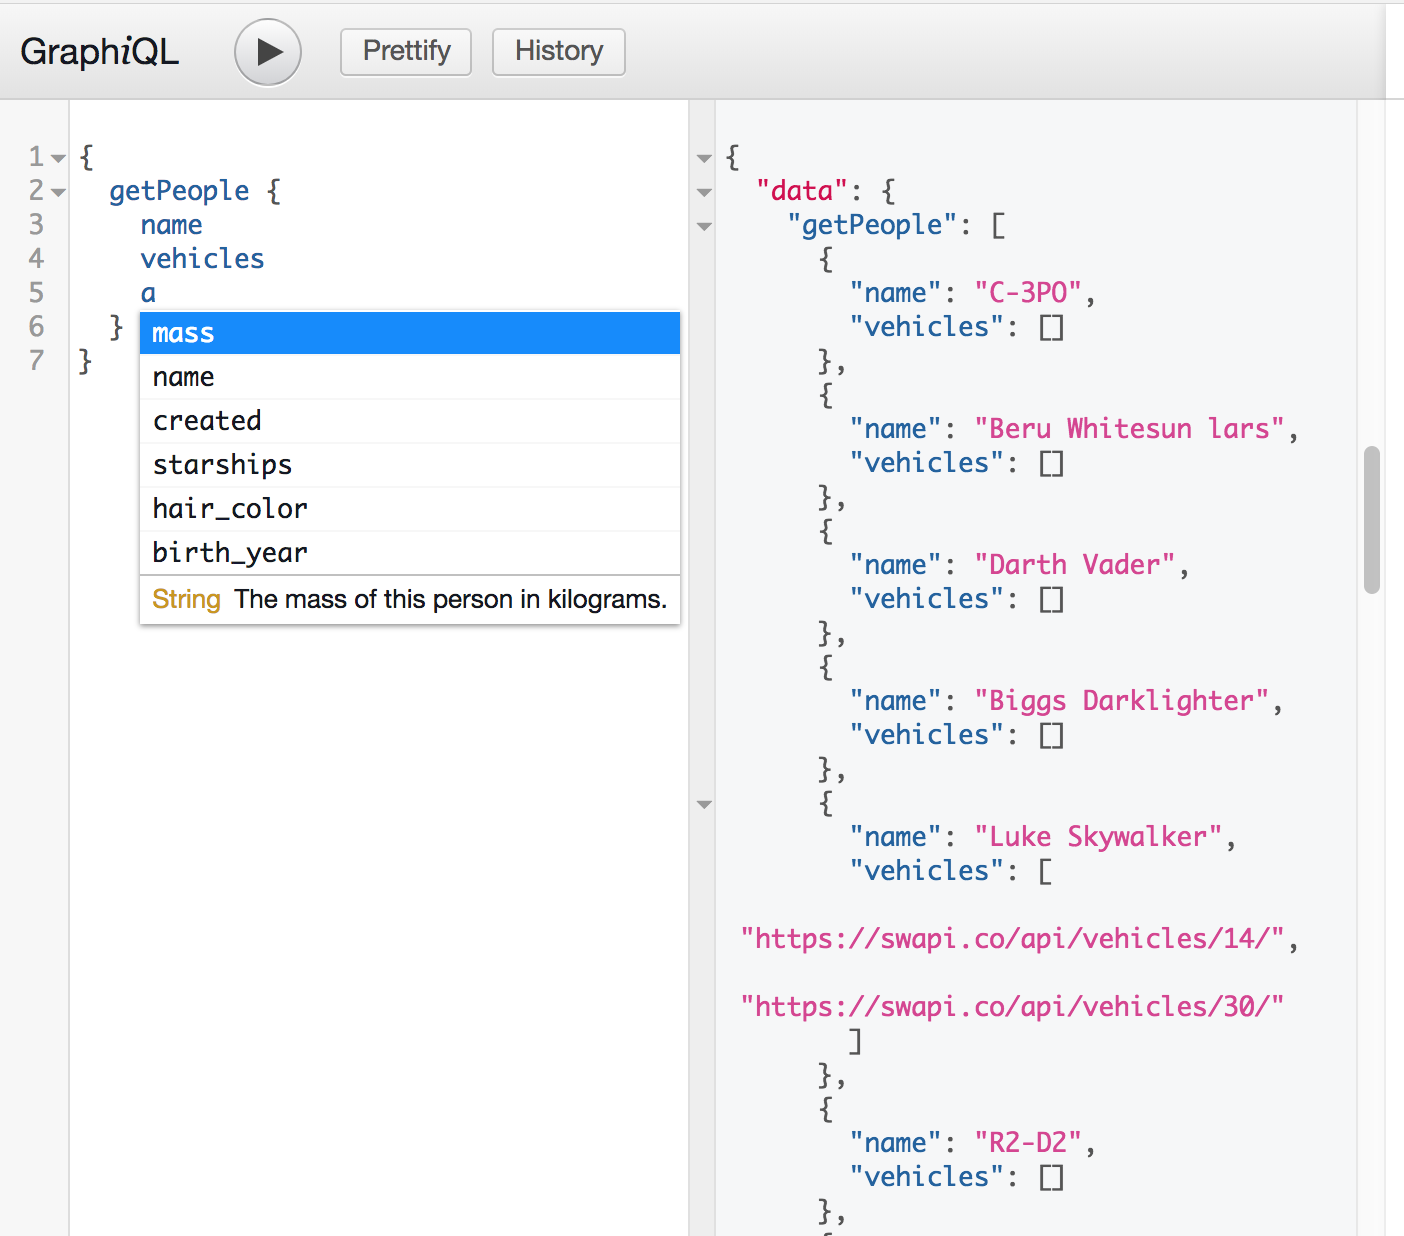 GraphiQL
Prettify
History
1
{
2
getPeople {
3
name
4
vehicles
5
a
6
}
7
}
mass
name
created
starships
hair_color
birth_year
String The mass of this person in kilograms.
{
"data": {
"getPeople": [
{
"name": "C-3PO",
"vehicles": []
},
{
"name": "Beru Whitesun lars",
"vehicles": []
},
{
"name": "Darth Vader",
"vehicles": []
},
{
"name": "Biggs Darklighter",
"vehicles": []
},
{
"name": "Luke Skywalker",
"vehicles": [
"https://swapi.co/api/vehicles/14/",
"https://swapi.co/api/vehicles/30/"
]
},
{
"name": "R2-D2",
"vehicles": []
},